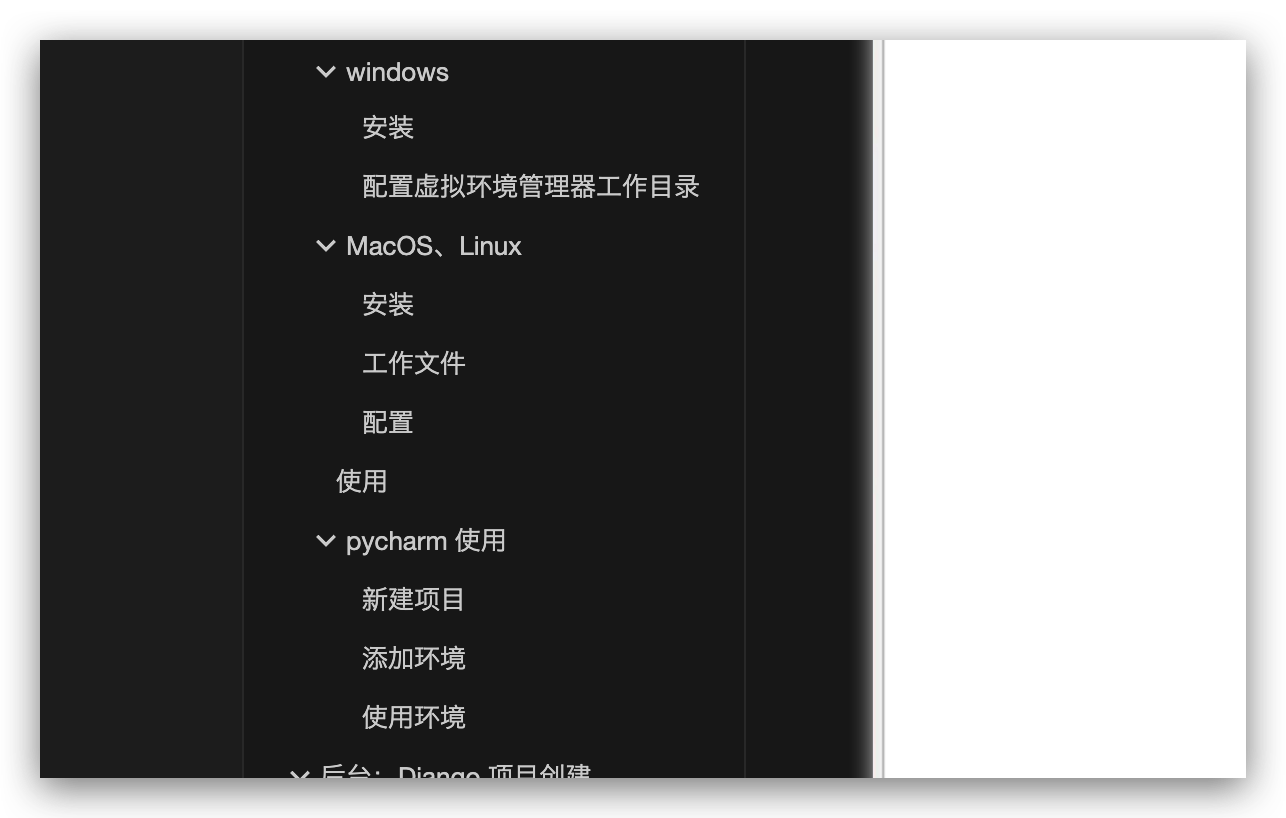 windows
安装
配置虚拟环境管理器工作目录
MacOS、Linux
安装
工作文件
配置
使用
pycharm 使用
新建项目
添加环境
使用环境
后台：Django 项目创建